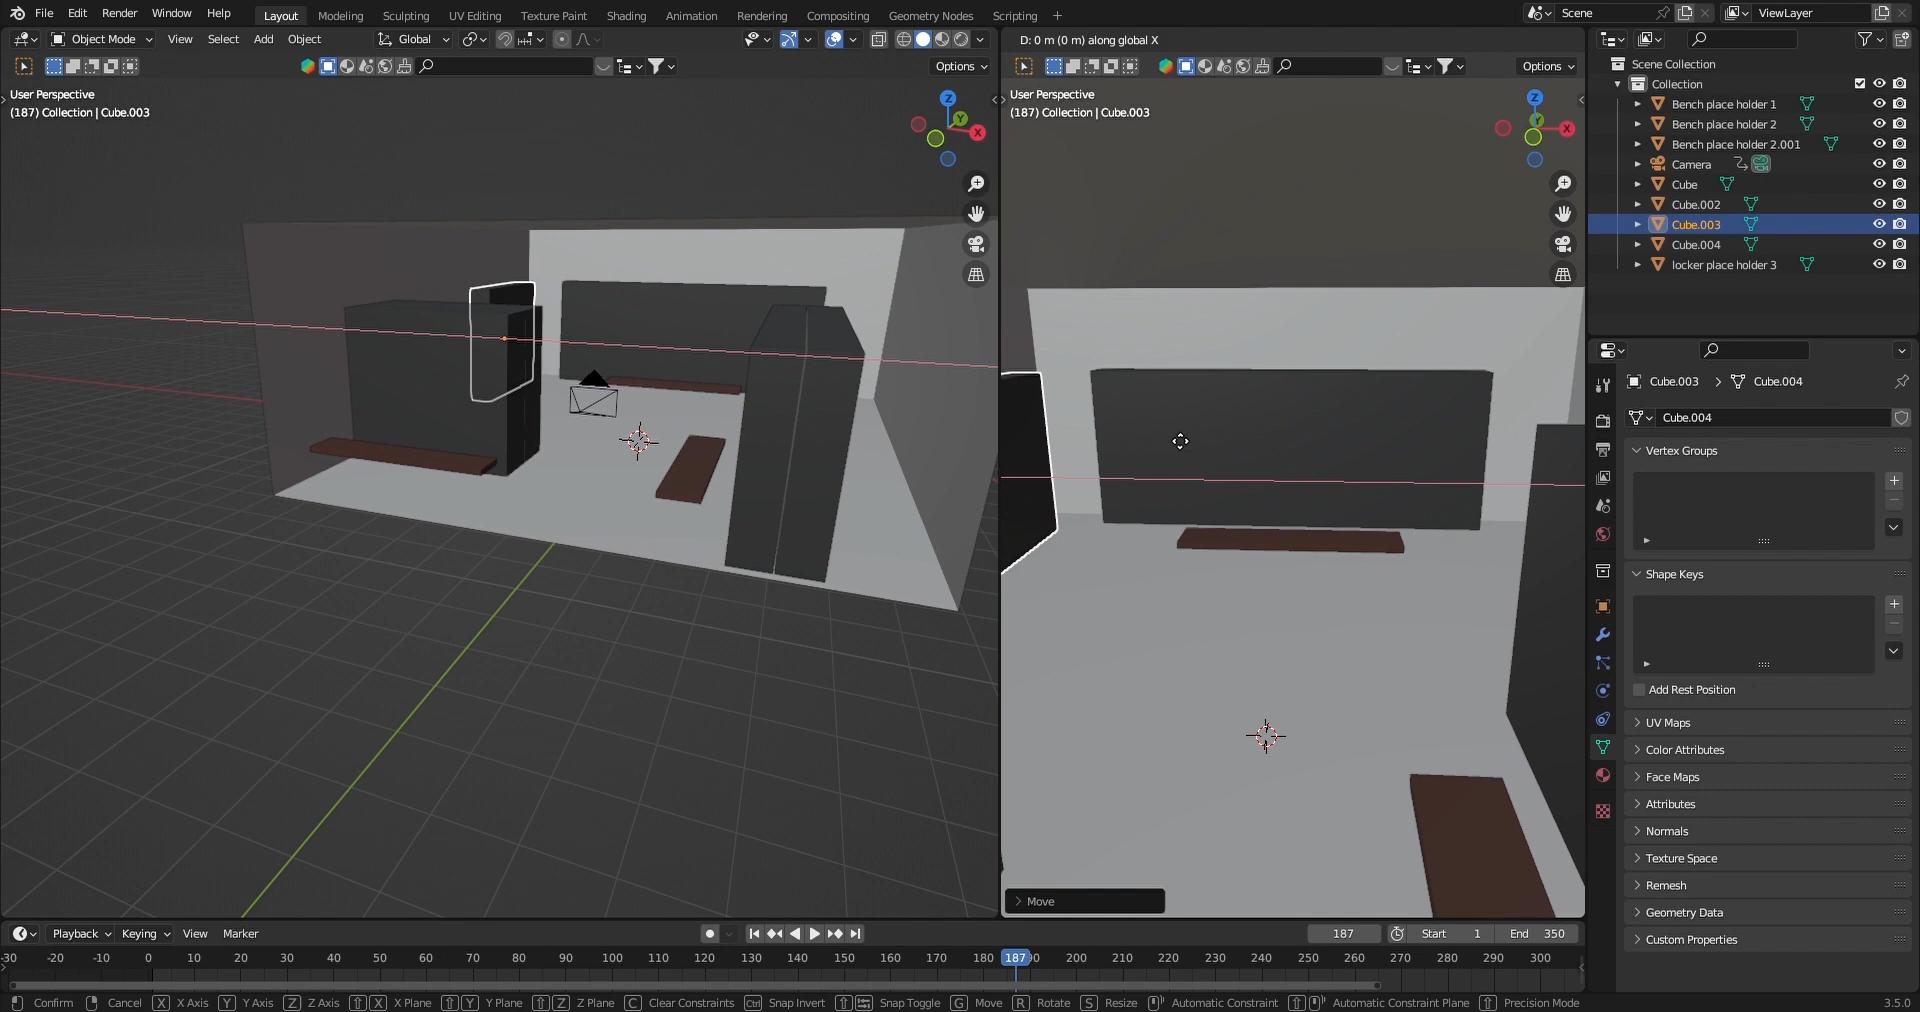 File Edit Render Window Help Layout Modeling Sculpting UV Editing Texture Paint Shading Animation Rendering Compositing Geometry Nodes Scripting + Scene ViewLayer
Object Mode View Select Add Object Global
D: 0 m (0 m) along global X
Options
Options
User Perspective
(187) Collection | Cube.003
Z
Y
X
User Perspective
(187) Collection | Cube.003
Z
Y
X
Move
Scene Collection
Collection
Bench place holder 1
Bench place holder 2
Bench place holder 2.001
Camera
Cube
Cube.002
Cube.003
Cube.004
locker place holder 3
Cube.003 > Cube.004
Cube.004
Vertex Groups
Shape Keys
Add Rest Position
UV Maps
Color Attributes
Face Maps
Attributes
Normals
Texture Space
Remesh
Geometry Data
Custom Properties
Playback Keying View Marker 187 Start 1 End 350
-30 -20 -10 0 10 20 30 40 50 60 70 80 90 100 110 120 130 140 150 160 170 180 187 90 200 210 220 230 240 250 260 270 280 290 300
Confirm Cancel X X Axis Y Y Axis Z Z Axis X X Plane Y Y Plane Z Z Plane C Clear Constraints Ctrl Snap Invert Snap Toggle G Move R Rotate S Resize Automatic Constraint Automatic Constraint Plane Precision Mode 3.5.0